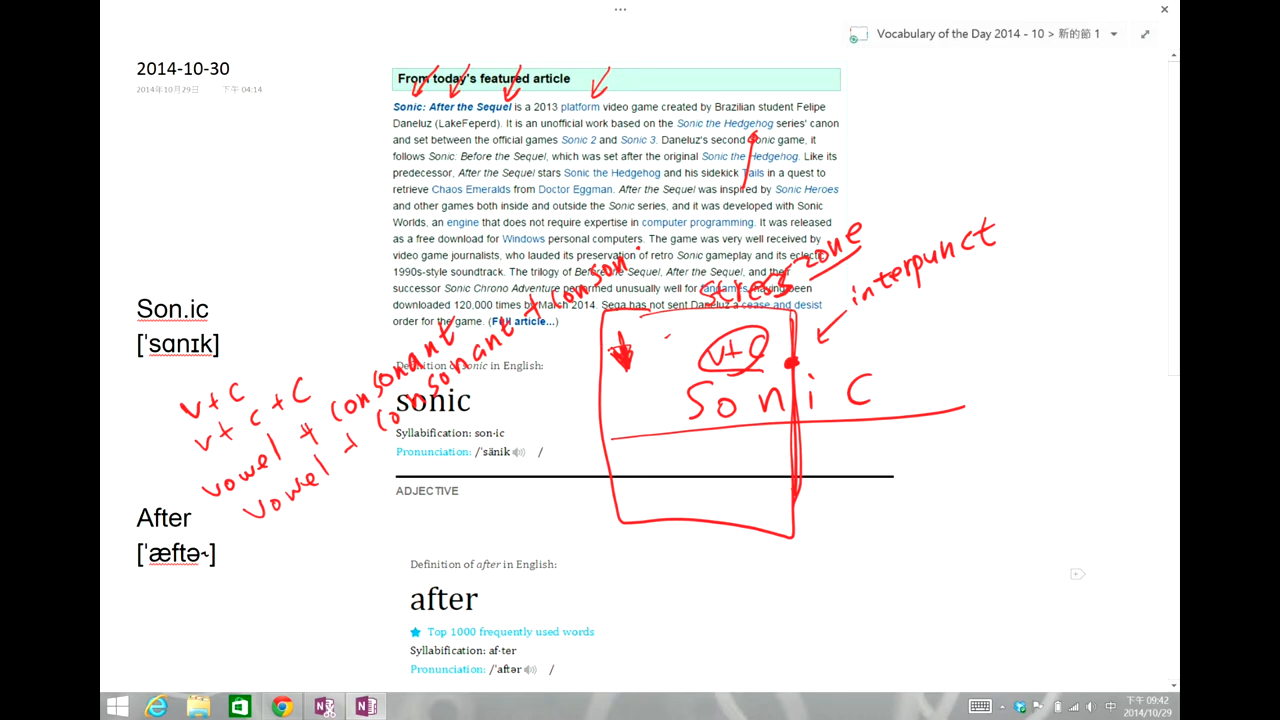 Vocabulary of the Day 2014 - 10 > 新的節 1
2014-10-30
2014年10月29日 下午 04:14
From today's featured article
Sonic: After the Sequel is a 2013 platform video game created by Brazilian student Felipe
Daneluz (LakeFeperd). It is an unofficial work based on the Sonic the Hedgehog series' canon
and set between the official games Sonic 2 and Sonic 3. Daneluz's second Sonic game, it
follows Sonic: Before the Sequel, which was set after the original Sonic the Hedgehog. Like its
predecessor, After the Sequel stars Sonic the Hedgehog and his sidekick Tails in a quest to
retrieve Chaos Emeralds from Doctor Eggman. After the Sequel was inspired by Sonic Heroes
and other games both inside and outside the Sonic series, and it was developed with Sonic
Worlds, an engine that does not require expertise in computer programming. It was released
as a free download for Windows personal computers. The game was very well received by
video game journalists, who lauded its preservation of retro Sonic gameplay and its eclectic,
1990s-style soundtrack. The trilogy of Before the Sequel, After the Sequel, and their
successor Sonic Chrono Adventure performed unusually well for fangames, having been
downloaded 120,000 times by March 2014. Sega has not sent Daneluz a cease and desist
order for the game. (Full article...)
stress zone
interpunct
Son.ic
[ˈsɑnɪk]
v+c
v+c+c
vowel + consonant
vowel + consonant + conson.
v+c
Sonic
Definition of sonic in English:
sonic
Syllabification: son·ic
Pronunciation: /ˈsänik /
ADJECTIVE
After
[ˈæftɚ]
Definition of after in English:
after
Top 1000 frequently used words
Syllabification: af·ter
Pronunciation: /ˈaftər /
中
下午 09:42
2014/10/29